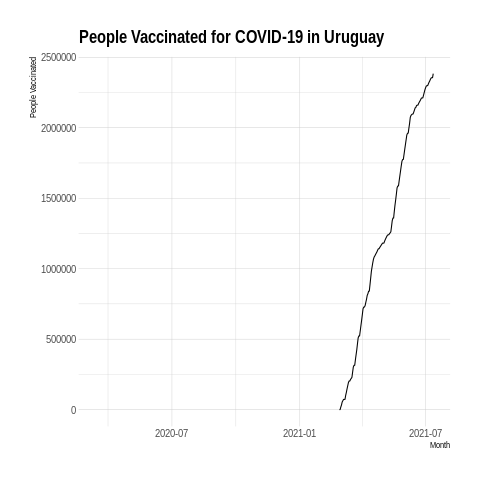 People Vaccinated for COVID-19 in Uruguay
People Vaccinated
2500000
2000000
1500000
1000000
500000
0
2020-07 2021-01 2021-07
Month